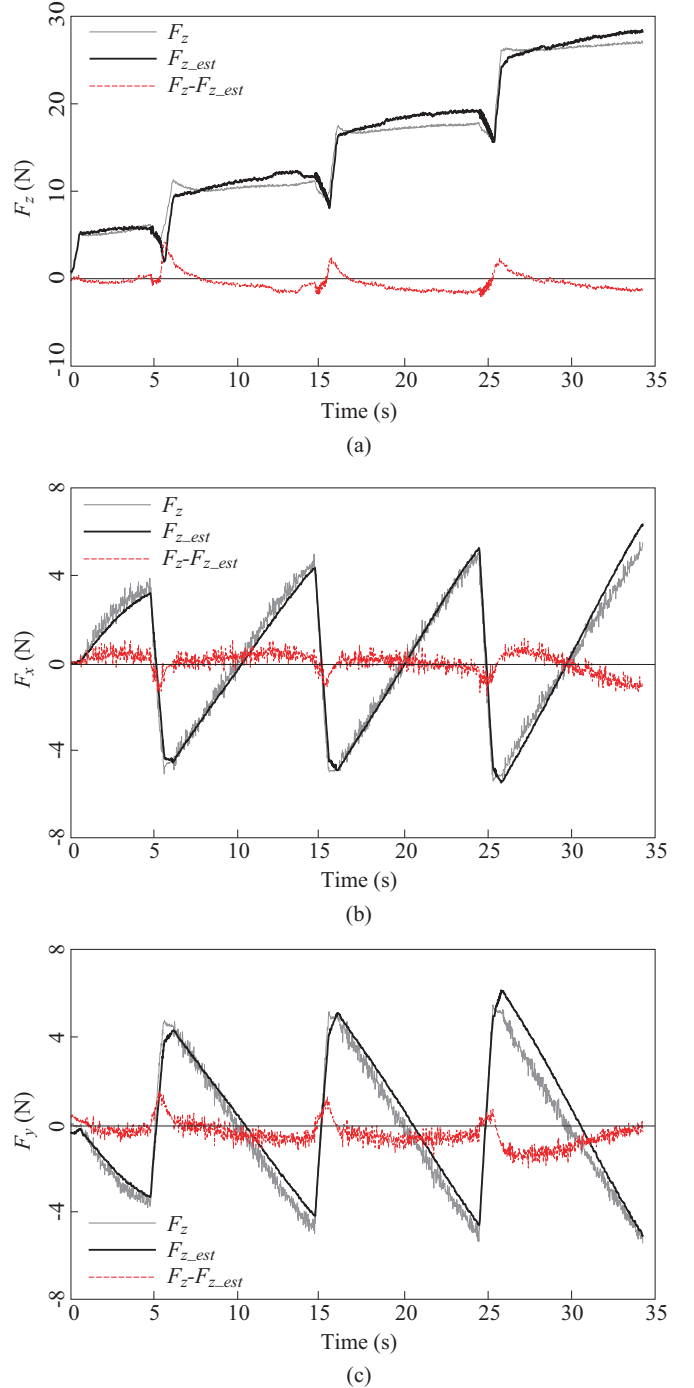 30
20
10
0
-10
F_z (N)
F_z
F_z_est
F_z-F_z_est
0 5 10 15 20 25 30 35
Time (s)
(a)
8
4
0
-4
-8
F_x (N)
F_z
F_z_est
F_z-F_z_est
0 5 10 15 20 25 30 35
Time (s)
(b)
8
4
0
-4
-8
F_y (N)
F_z
F_z_est
F_z-F_z_est
0 5 10 15 20 25 30 35
Time (s)
(c)